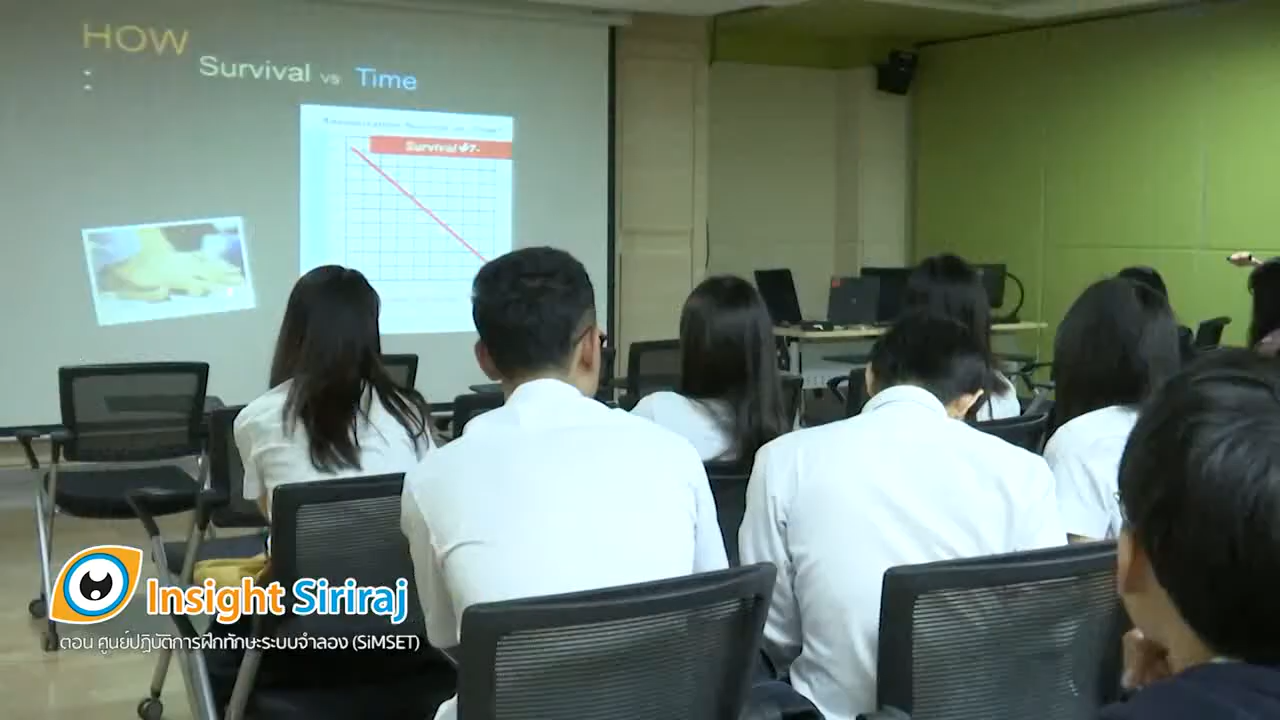 HOW
:
Survival vs Time
Survival ↓7-
Insight Siriraj
ตอน ศูนย์ปฏิบัติการฝึกทักษะระบบจำลอง (SiMSET)